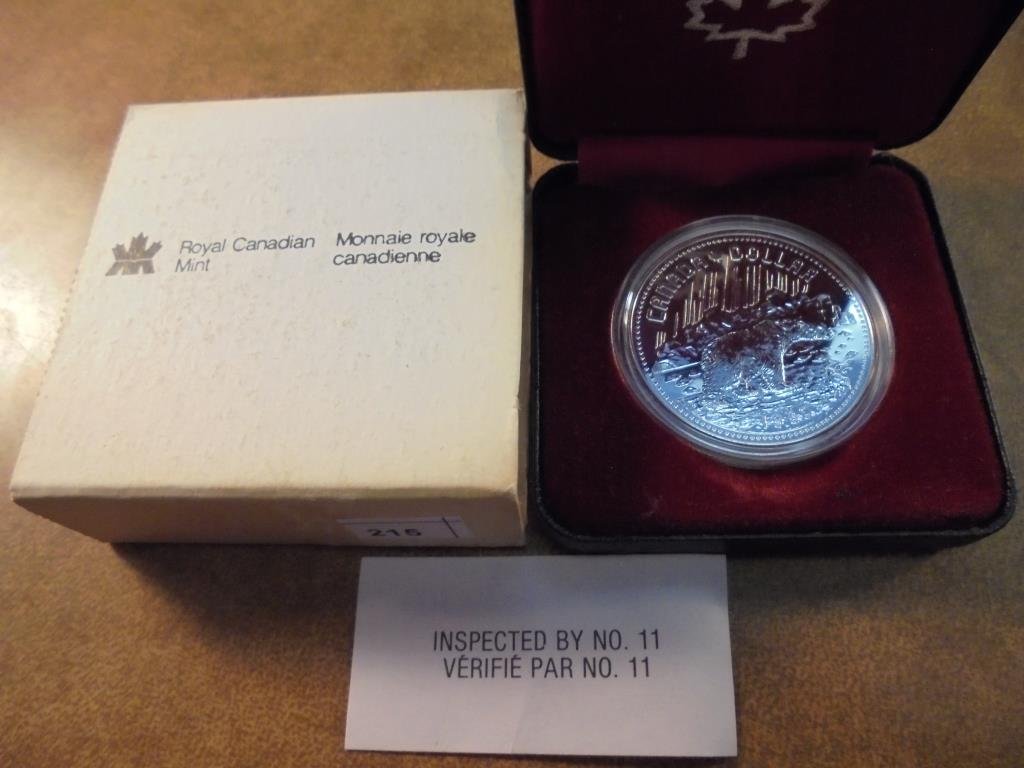 Royal Canadian
Mint
Monnaie royale
canadienne
CANADA DOLLAR
215
INSPECTED BY NO. 11
VÉRIFIÉ PAR NO. 11